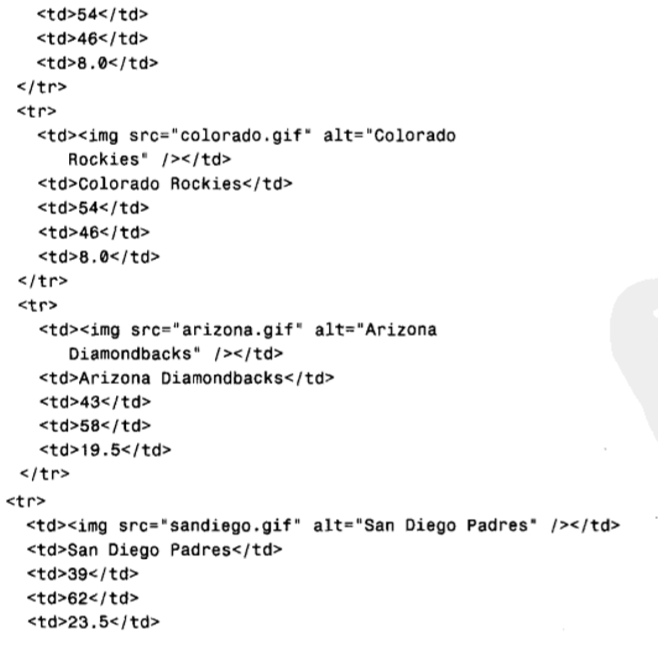 <td>54</td>
<td>46</td>
<td>8.0</td>
</tr>
<tr>
<td><img src="colorado.gif" alt="Colorado
Rockies" /></td>
<td>Colorado Rockies</td>
<td>54</td>
<td>46</td>
<td>8.0</td>
</tr>
<tr>
<td><img src="arizona.gif" alt="Arizona
Diamondbacks" /></td>
<td>Arizona Diamondbacks</td>
<td>43</td>
<td>58</td>
<td>19.5</td>
</tr>
<tr>
<td><img src="sandiego.gif" alt="San Diego Padres" /></td>
<td>San Diego Padres</td>
<td>39</td>
<td>62</td>
<td>23.5</td>